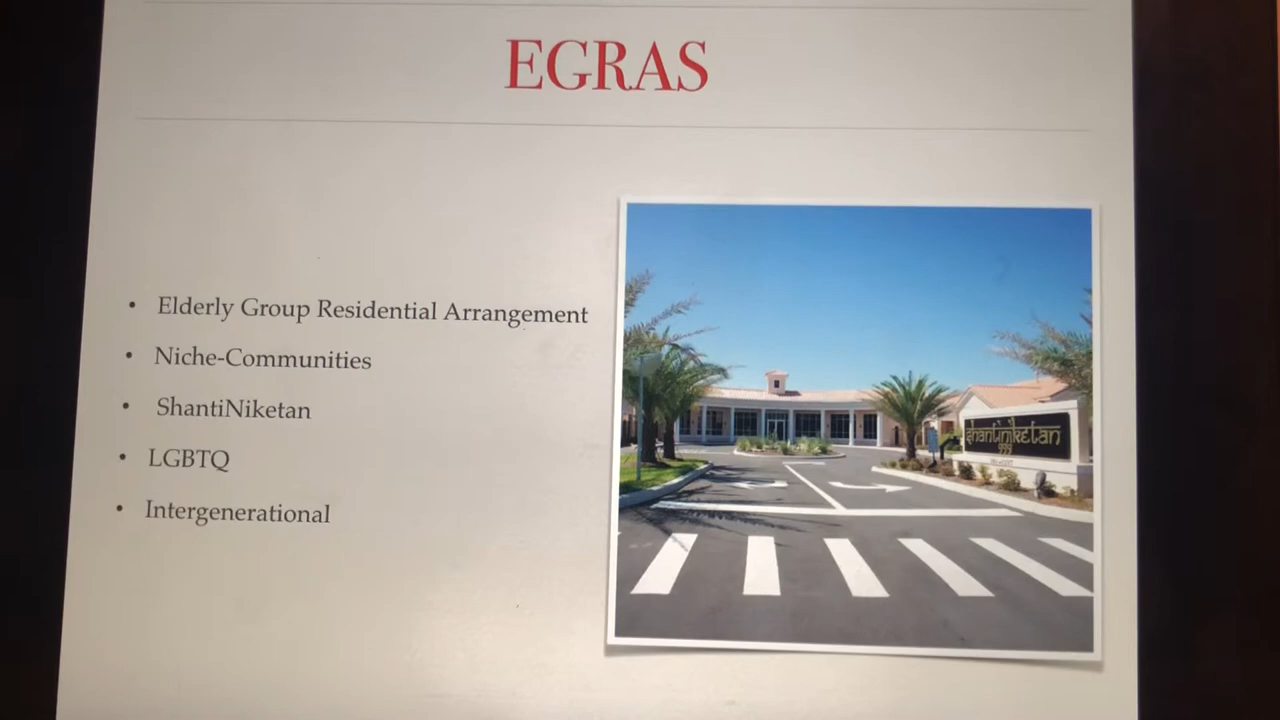 EGRAS
Elderly Group Residential Arrangement
Niche-Communities
ShantiNiketan
LGBTQ
Intergenerational
shantiniketan